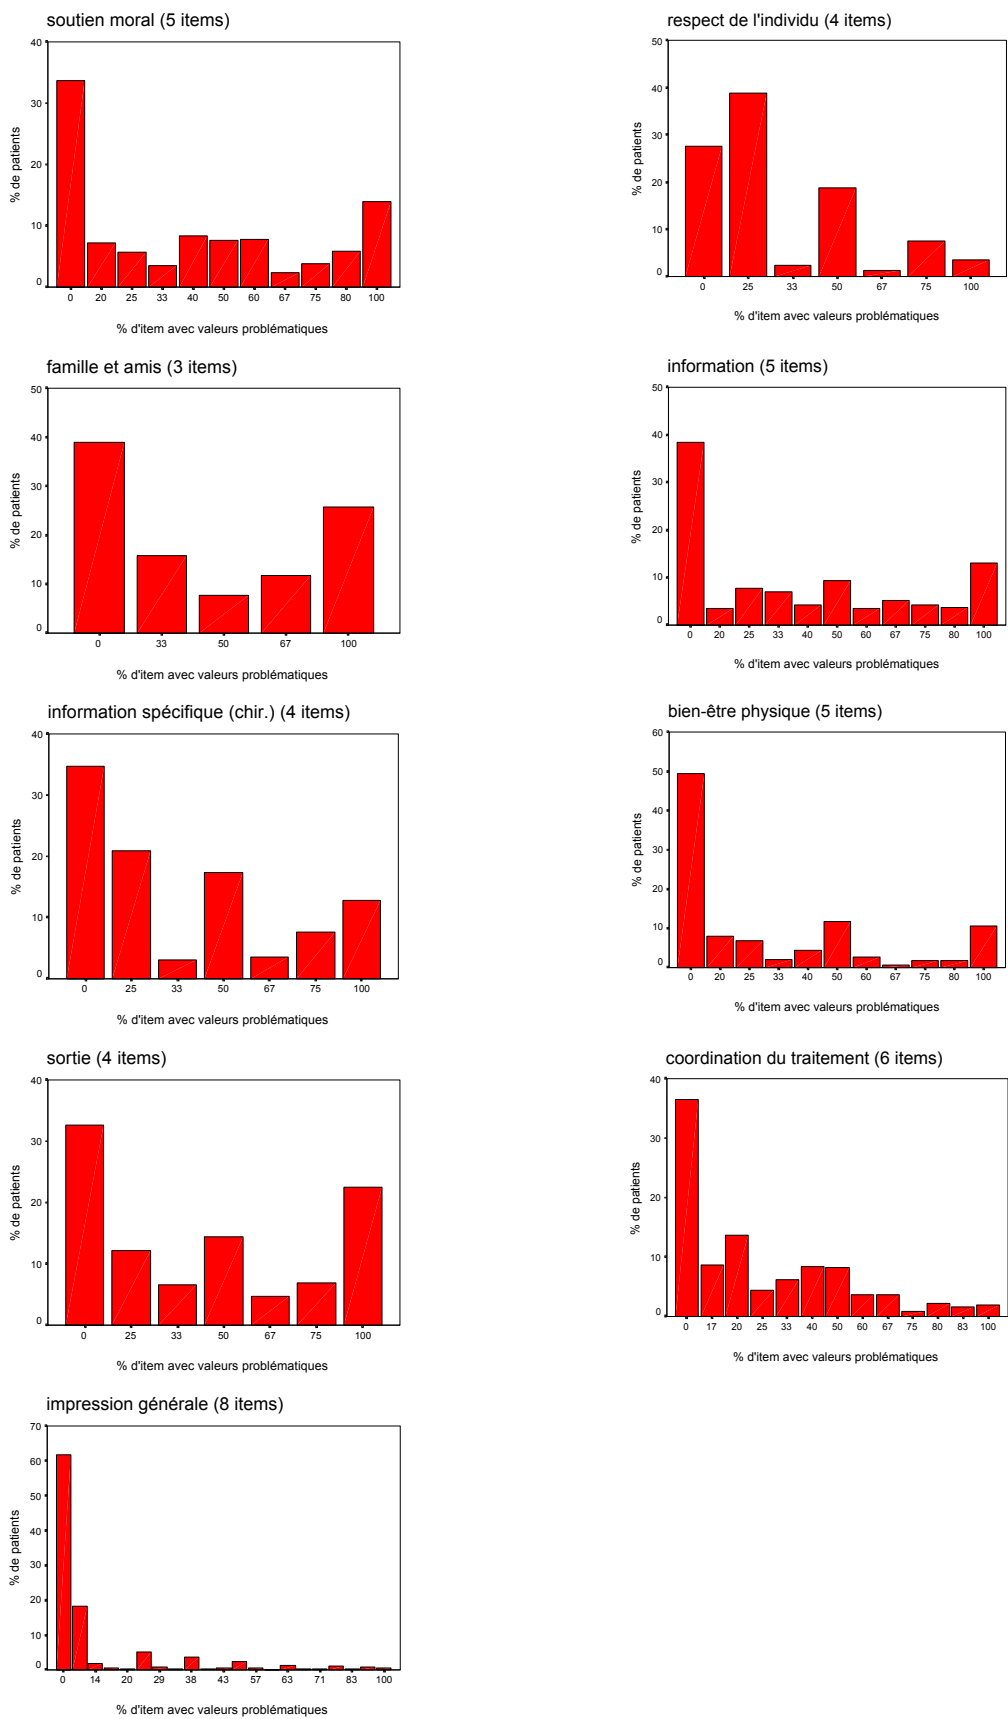 soutien moral (5 items)
% de patients
40
30
20
10
0
0 20 25 33 40 50 60 67 75 80 100
% d'item avec valeurs problématiques
respect de l'individu (4 items)
% de patients
50
40
30
20
10
0
0 25 33 50 67 75 100
% d'item avec valeurs problématiques
famille et amis (3 items)
% de patients
50
40
30
20
10
0
0 33 50 67 100
% d'item avec valeurs problématiques
information (5 items)
% de patients
50
40
30
20
10
0
0 20 25 33 40 50 60 67 75 80 100
% d'item avec valeurs problématiques
information spécifique (chir.) (4 items)
% de patients
40
30
20
10
0
0 25 33 50 67 75 100
% d'item avec valeurs problématiques
bien-être physique (5 items)
% de patients
60
50
40
30
20
10
0
0 20 25 33 40 50 60 67 75 80 100
% d'item avec valeurs problématiques
sortie (4 items)
% de patients
40
30
20
10
0
0 25 33 50 67 75 100
% d'item avec valeurs problématiques
coordination du traitement (6 items)
% de patients
40
30
20
10
0
0 17 20 25 33 40 50 60 67 75 80 83 100
% d'item avec valeurs problématiques
impression générale (8 items)
% de patients
70
60
50
40
30
20
10
0
0 14 20 29 38 43 57 63 71 83 100
% d'item avec valeurs problématiques